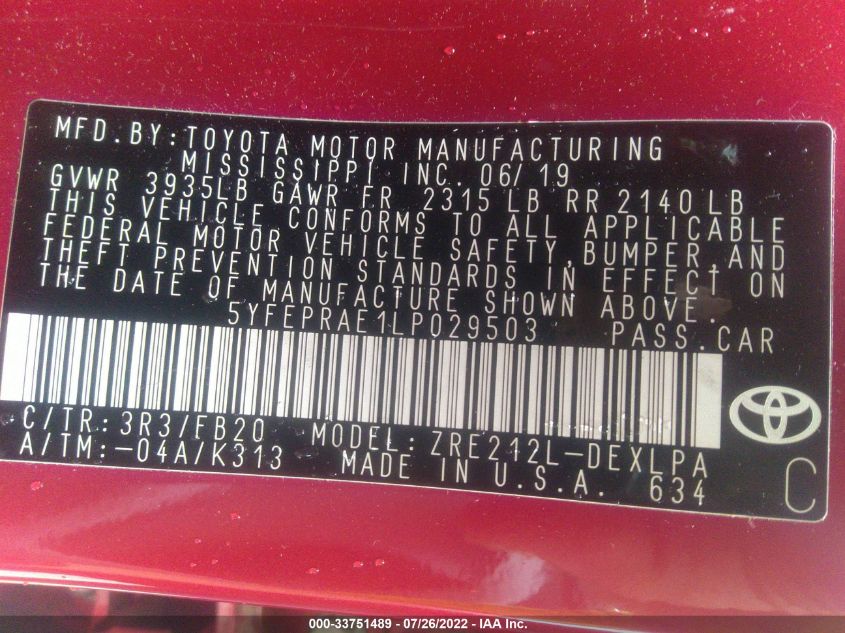 MFD.BY:TOYOTA MOTOR MANUFACTURING
MISSISSIPPI INC. 06/19
GVWR 3935LB GAWR FR 2315 LB RR 2140 LB
THIS VEHICLE CONFORMS TO ALL APPLICABLE
FEDERAL MOTOR VEHICLE SAFETY,BUMPER,AND
THEFT PREVENTION STANDARDS IN EFFECT ON
THE DATE OF MANUFACTURE SHOWN ABOVE.
5YFEPRAE1LP029503 PASS.CAR
C/TR:3R3/FB20 MODEL:ZRE212L-DEXLPA
A/TM:-04A/K313 MADE IN U.S.A. 634
C
000-33751489 - 07/26/2022 - IAA Inc.